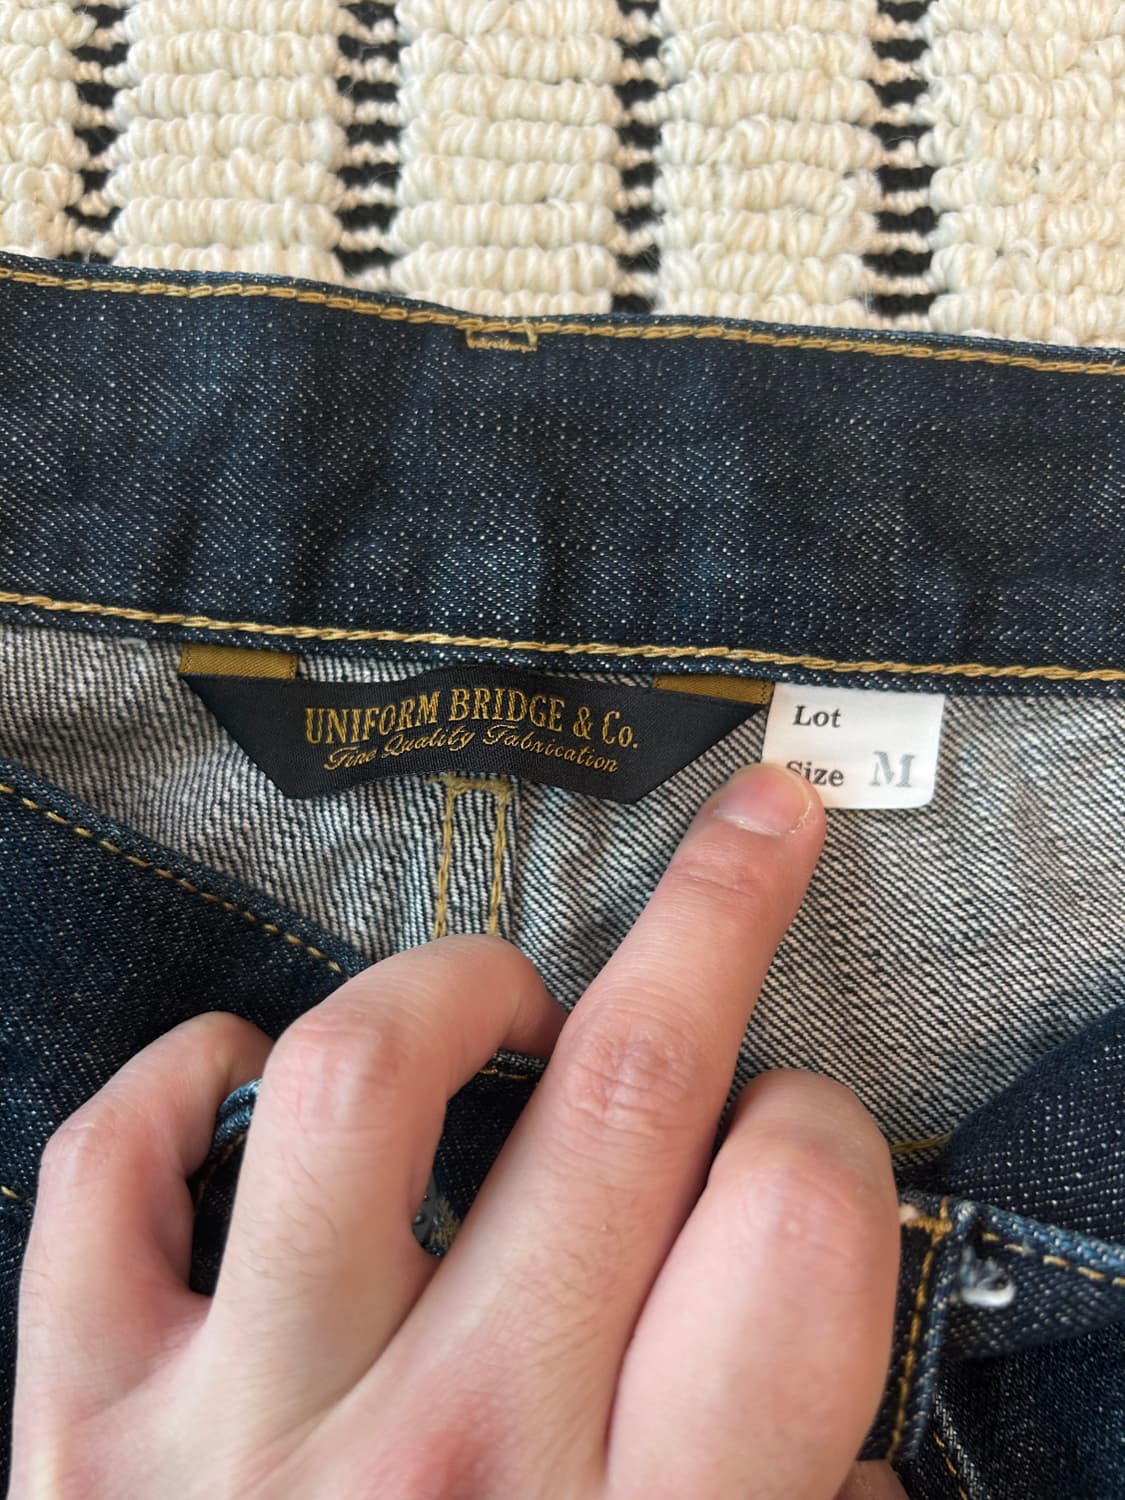 UNIFORM BRIDGE & Co.
Fine Quality Fabrication
Lot
Size M